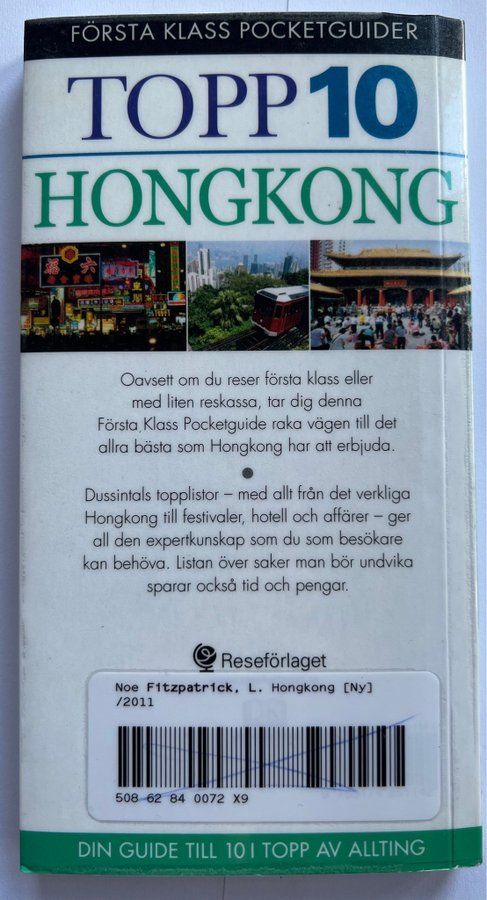 FÖRSTA KLASS POCKETGUIDER
TOPP 10
HONGKONG
Oavsett om du reser första klass eller
med liten reskassa, tar dig denna
Första Klass Pocketguide raka vägen till det
allra bästa som Hongkong har att erbjuda.
Dussintals topplistor – med allt från det verkliga
Hongkong till festivaler, hotell och affärer – ger
all den expertkunskap som du som besökare
kan behöva. Listan över saker man bör undvika
sparar också tid och pengar.
Reseförlaget
Noe Fitzpatrick, L. Hongkong [Ny]
/2011
508 62 84 0072 X9
DIN GUIDE TILL 10 I TOPP AV ALLTING